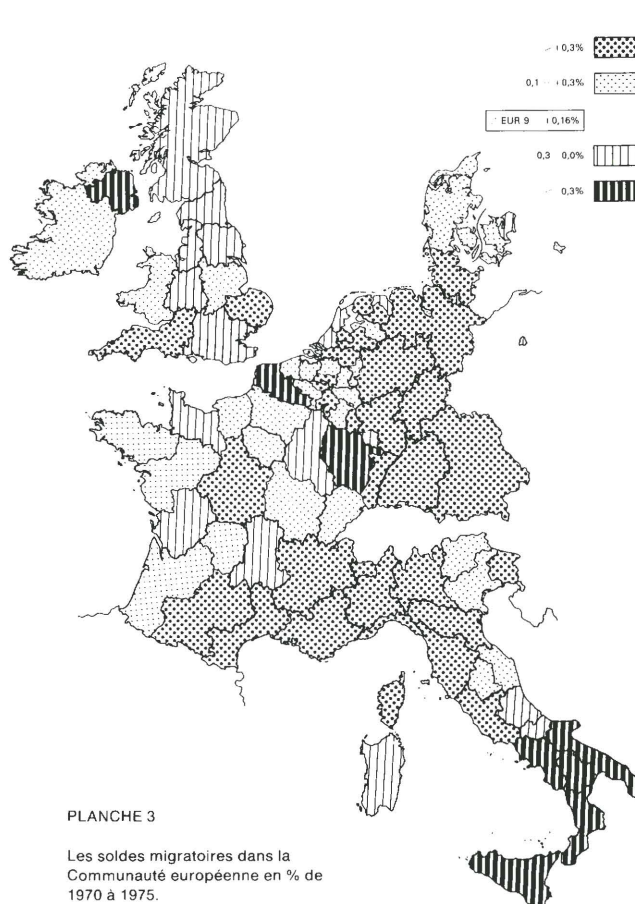 0,3%
0,1 0,3%
EUR 9 0,16%
0,3 0,0%
0,3%
PLANCHE 3
Les soldes migratoires dans la
Communauté européenne en % de
1970 à 1975.